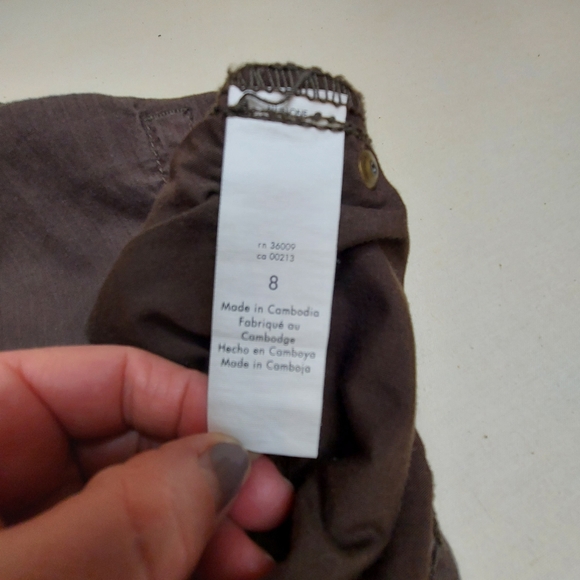 rn 36009
ca 00213
8
Made in Cambodia
Fabriqué au
Cambodge
Hecho en Camboya
Made in Camboja